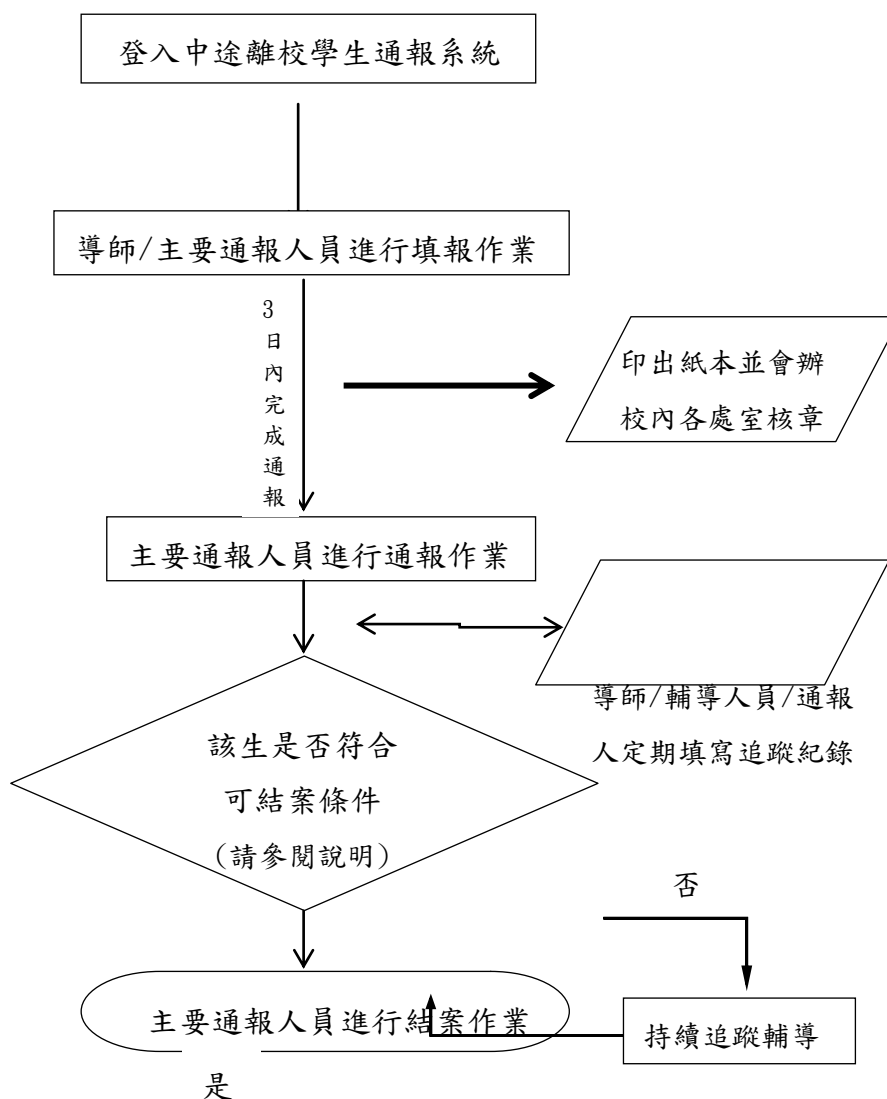 登入中途離校學生通報系統
導師/主要通報人員進行填報作業
3日內完成通報
印出紙本並會辦
校內各處室核章
主要通報人員進行通報作業
導師/輔導人員/通報
人定期填寫追蹤紀錄
該生是否符合
可結案條件
(請參閱說明)
否
主要通報人員進行結案作業
持續追蹤輔導
是